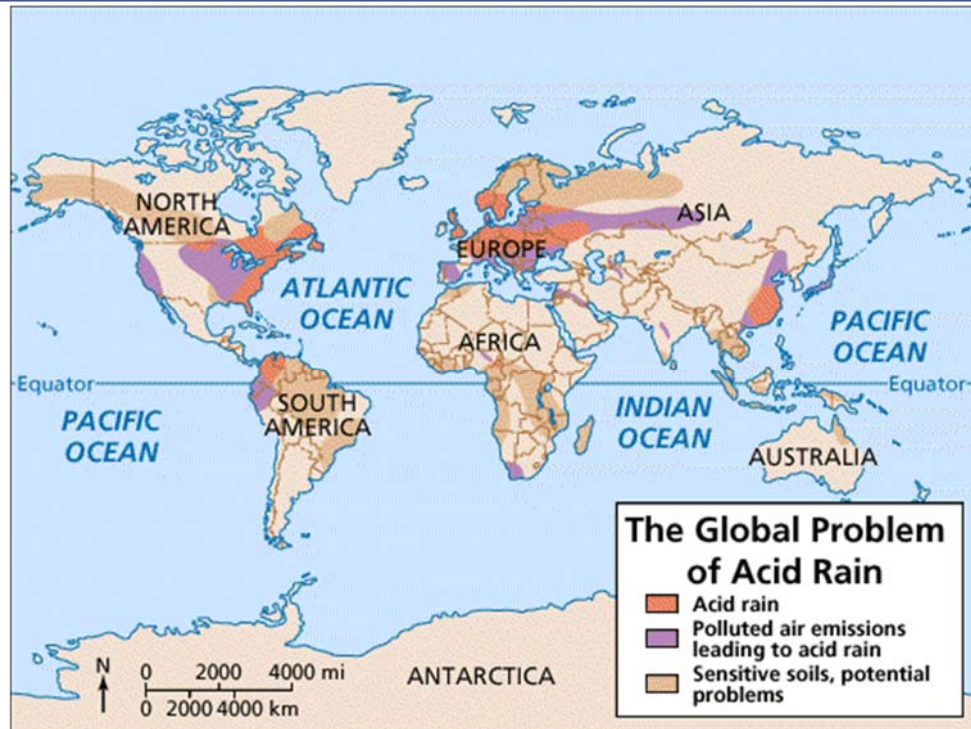 NORTH
AMERICA
ASIA
EUROPE
ATLANTIC
OCEAN
PACIFIC
OCEAN
AFRICA
Equator
Equator
SOUTH
AMERICA
PACIFIC
OCEAN
INDIAN
OCEAN
AUSTRALIA
The Global Problem
of Acid Rain
Acid rain
Polluted air emissions
leading to acid rain
Sensitive soils, potential
problems
N
0 2000 4000 mi
0 2000 4000 km
ANTARCTICA